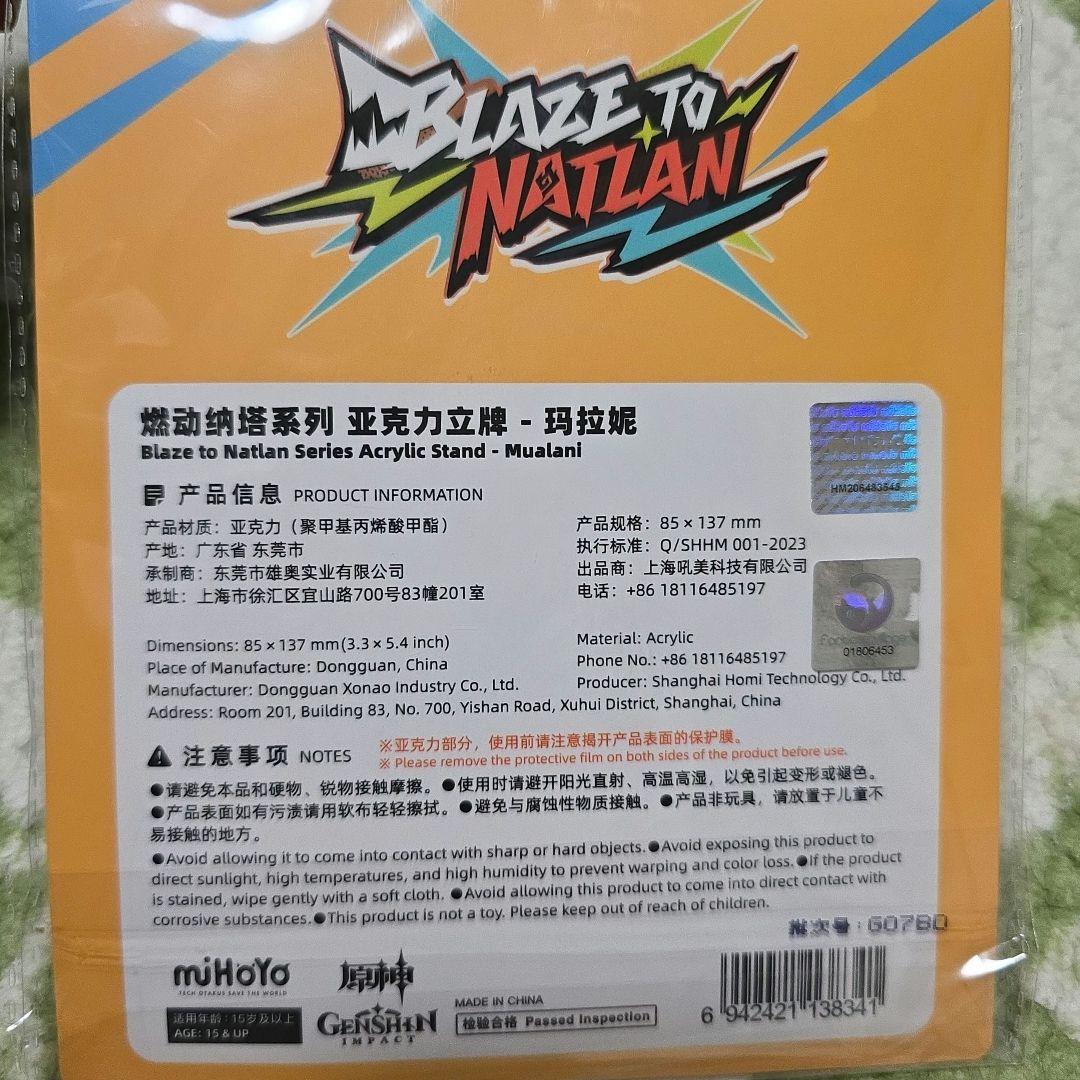 BLAZE TO
NATLAN
燃动纳塔系列 亚克力立牌 - 玛拉妮
Blaze to Natlan Series Acrylic Stand - Mualani
产品信息 PRODUCT INFORMATION
产品材质：亚克力（聚甲基丙烯酸甲酯）
产地：广东省 东莞市
承制商：东莞市雄奥实业有限公司
地址：上海市徐汇区宜山路700号83幢201室
产品规格：85 × 137 mm
执行标准：Q/SHHM 001-2023
出品商：上海吼美科技有限公司
电话：+86 18116485197
HM206483545
01806453
Dimensions: 85 × 137 mm(3.3 × 5.4 inch)
Place of Manufacture: Dongguan, China
Manufacturer: Dongguan Xonao Industry Co., Ltd.
Material: Acrylic
Phone No.: +86 18116485197
Producer: Shanghai Homi Technology Co., Ltd.
Address: Room 201, Building 83, No. 700, Yishan Road, Xuhui District, Shanghai, China
注意事项 NOTES
※亚克力部分，使用前请注意揭开产品表面的保护膜。
※ Please remove the protective film on both sides of the product before use.
●请避免本品和硬物、锐物接触摩擦。●使用时请避开阳光直射、高温高湿，以免引起变形或褪色。
●产品表面如有污渍请用软布轻轻擦拭。●避免与腐蚀性物质接触。●产品非玩具，请放置于儿童不
易接触的地方。
●Avoid allowing it to come into contact with sharp or hard objects.●Avoid exposing this product to
direct sunlight, high temperatures, and high humidity to prevent warping and color loss.●If the product
is stained, wipe gently with a soft cloth. ●Avoid allowing this product to come into direct contact with
corrosive substances.●This product is not a toy. Please keep out of reach of children.
批次号：G07B0
miHoYo
TECH OTAKUS SAVE THE WORLD
适用年龄：15岁及以上
AGE: 15 & UP
原神
GENSHIN
IMPACT
MADE IN CHINA
检验合格 Passed Inspection
6 942421 138341